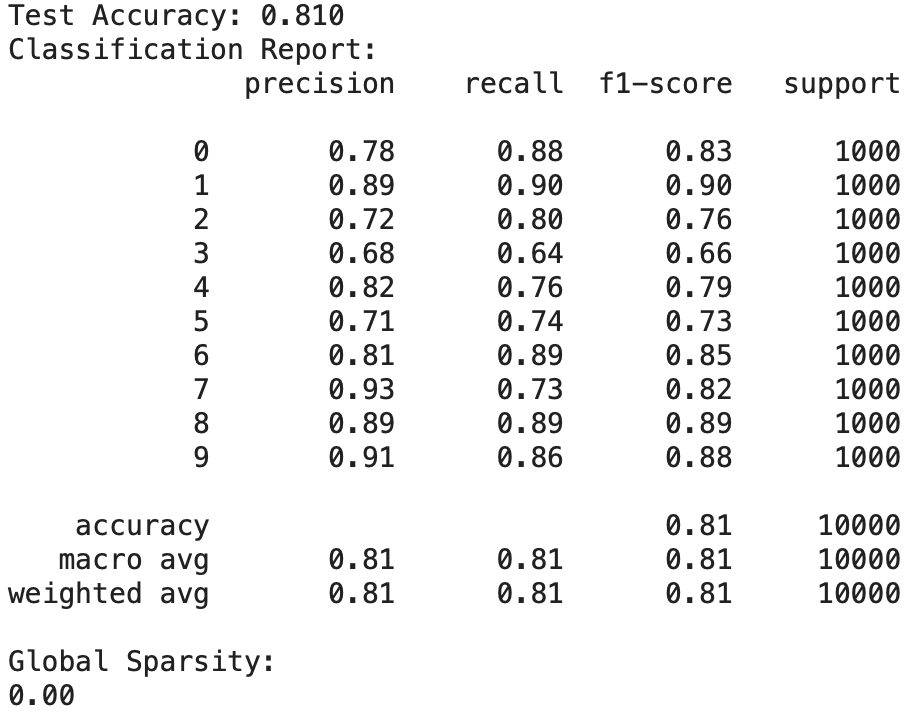 Test Accuracy: 0.810
Classification Report:
precision recall f1-score support
0 0.78 0.88 0.83 1000
1 0.89 0.90 0.90 1000
2 0.72 0.80 0.76 1000
3 0.68 0.64 0.66 1000
4 0.82 0.76 0.79 1000
5 0.71 0.74 0.73 1000
6 0.81 0.89 0.85 1000
7 0.93 0.73 0.82 1000
8 0.89 0.89 0.89 1000
9 0.91 0.86 0.88 1000
accuracy 0.81 10000
macro avg 0.81 0.81 0.81 10000
weighted avg 0.81 0.81 0.81 10000
Global Sparsity:
0.00